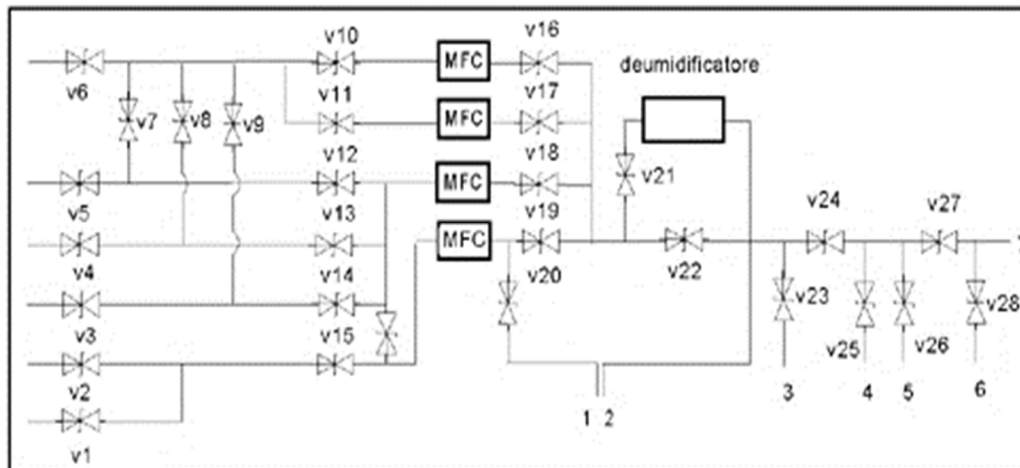 v10
v16
v6
MFC
deumidificatore
v11
v17
v7
v8
v9
MFC
v12
v18
v21
MFC
v5
v13
v19
v24
v27
MFC
v4
v14
v20
v22
v23
v28
v3
v15
v25
v26
v2
3
4
5
6
1
2
v1